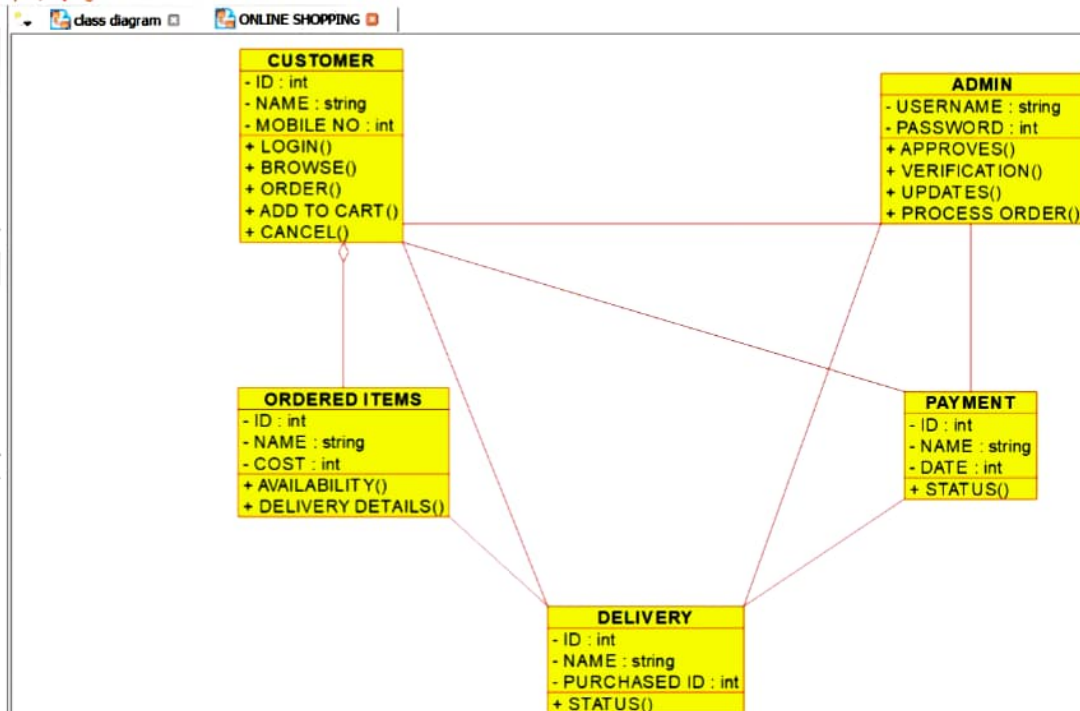 class diagram
ONLINE SHOPPING
CUSTOMER
- ID : int
- NAME : string
- MOBILE NO : int
+ LOGIN()
+ BROWSE()
+ ORDER()
+ ADD TO CART()
+ CANCEL()
ADMIN
- USERNAME : string
- PASSWORD : int
+ APPROVES()
+ VERIFICATION()
+ UPDATES()
+ PROCESS ORDER()
ORDERED ITEMS
- ID : int
- NAME : string
- COST : int
+ AVAILABILITY()
+ DELIVERY DETAILS()
PAYMENT
- ID : int
- NAME : string
- DATE : int
+ STATUS()
DELIVERY
- ID : int
- NAME : string
- PURCHASED ID : int
+ STATUS()